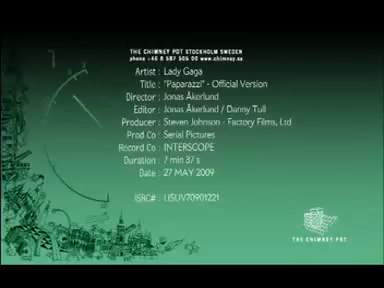 THE CHIMNEY POT STOCKHOLM SWEDEN
phone +46 8 587 505 00 www.chimney.se
Artist : Lady Gaga
Title : "Paparazzi" - Official Version
Director : Jonas Åkerlund
Editor : Jonas Åkerlund / Danny Tull
Producer : Steven Johnson - Factory Films, Ltd
Prod Co : Serial Pictures
Record Co : INTERSCOPE
Duration : 7 min 37 s
Date : 27 MAY 2009
ISRC# : USUV70901221
THE CHIMNEY POT